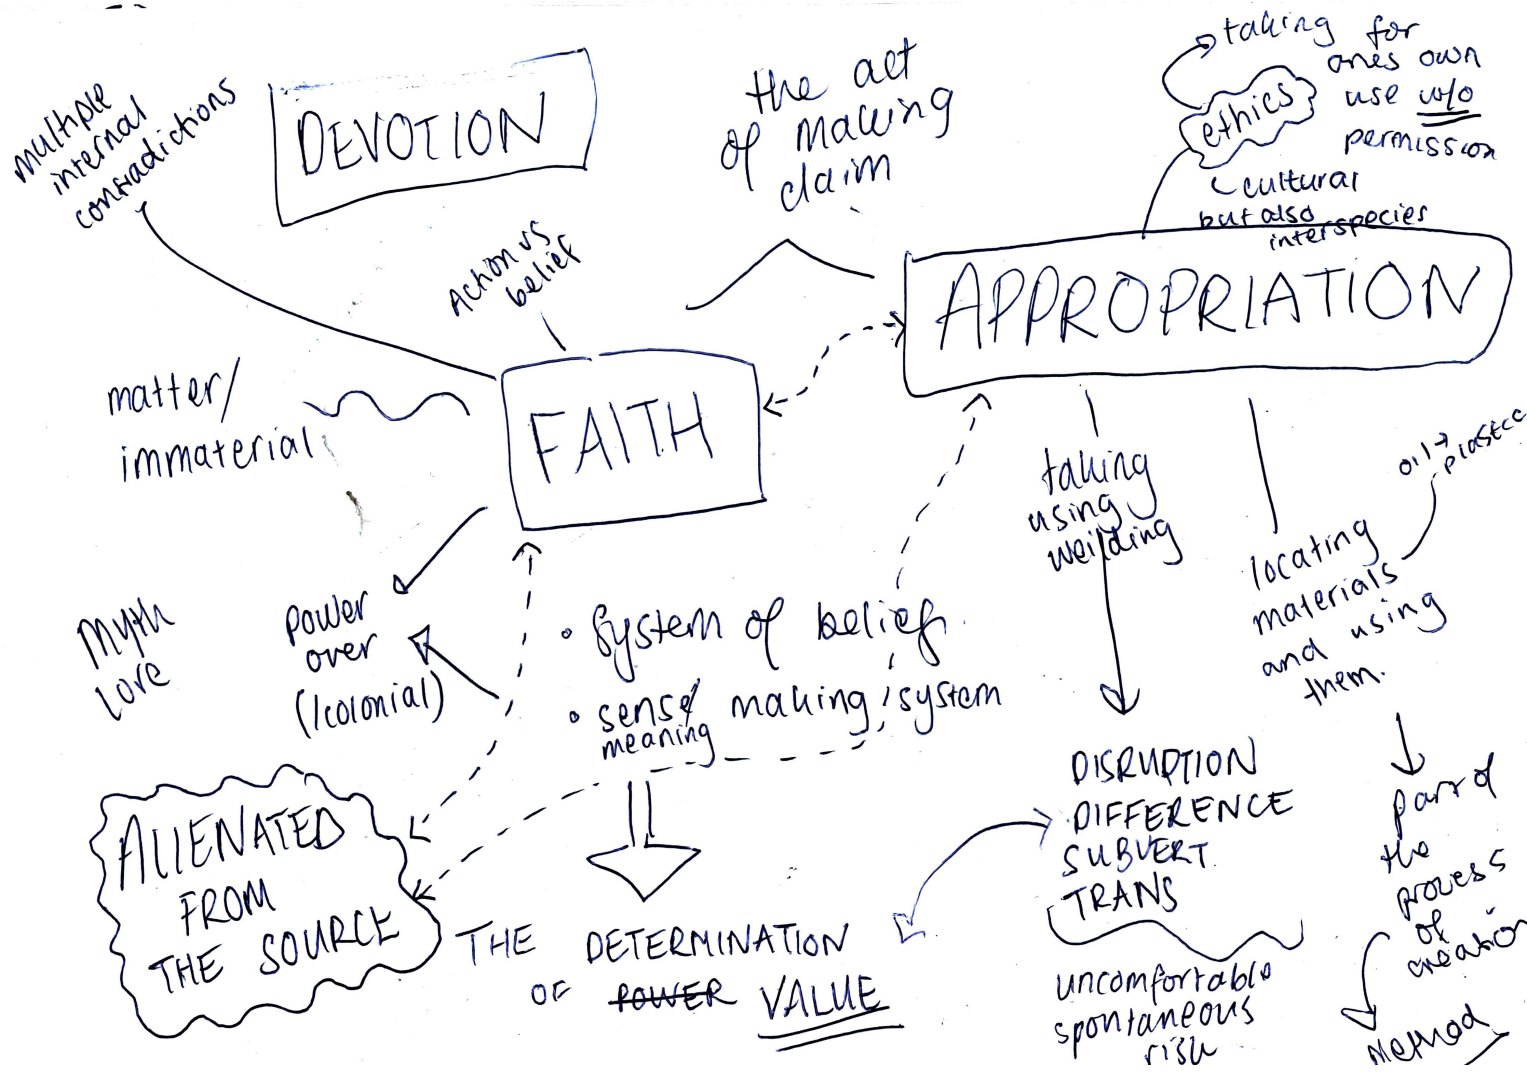 multiple
internal
contradictions
DEVOTION
the act
of making
claim
taking for
ones own
use w/o
permission
ethics
cultural
but also
interspecies
Action vs
belief
APPROPRIATION
matter/
immaterial
FAITH
taking
using
weilding
oil→
plastic
locating
materials
and using
them.
Myth
lore
power
over
(/colonial)
• System of belief
• sense/ making system
meaning
ALIENATED
FROM
THE SOURCE
DISRUPTION
DIFFERENCE
SUBVERT
TRANS
part of
the
process
of
creation
THE DETERMINATION
OF POWER VALUE
uncomfortable
spontaneous
risk
method